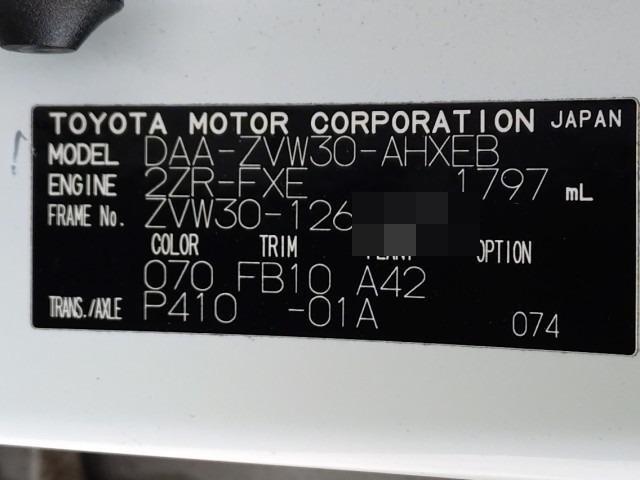 TOYOTA MOTOR CORPORATION JAPAN
MODEL DAA-ZVW30-AHXEB
ENGINE 2ZR-FXE 1797 mL
FRAME No. ZVW30-126
COLOR TRIM PLANT OPTION
070 FB10 A42
TRANS./AXLE P410 -01A 074